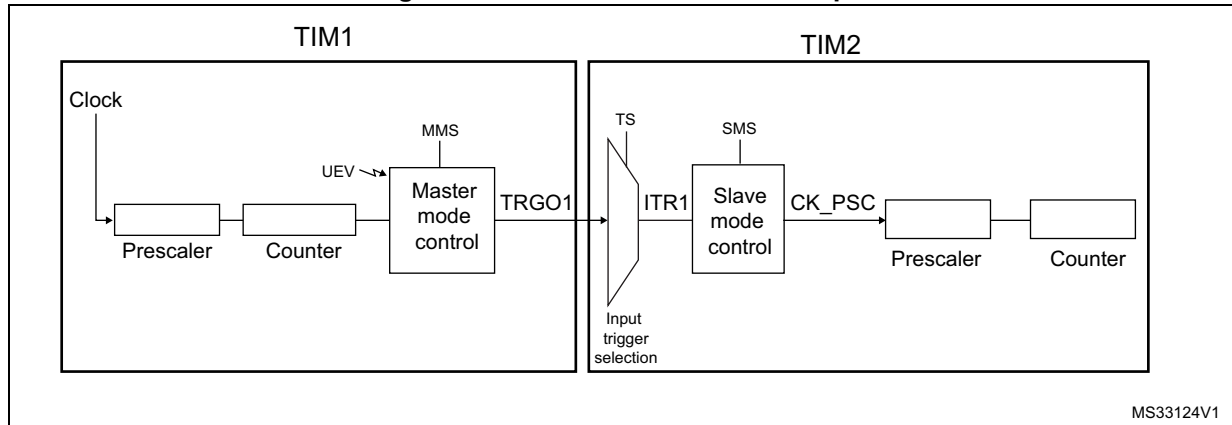 TIM1
TIM2
Clock
MMS
UEV
Master
mode
control
TRGO1
Prescaler
Counter
TS
ITR1
SMS
Slave
mode
control
CK_PSC
Prescaler
Counter
Input
trigger
selection
MS33124V1